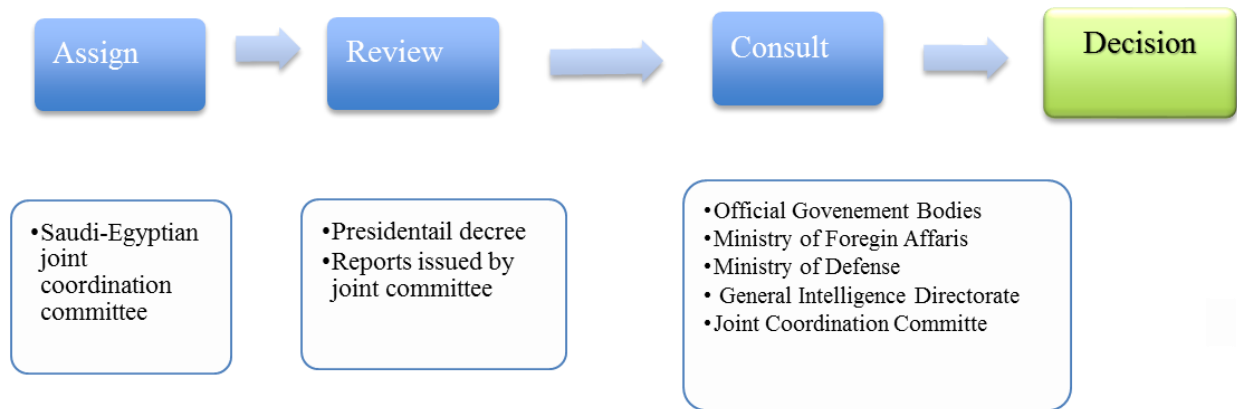 Assign
Review
Consult
Decision
•Saudi-Egyptian
joint
coordination
committee
•Presidentail decree
•Reports issued by
joint committee
•Official Govenement Bodies
•Ministry of Foregin Affaris
•Ministry of Defense
• General Intelligence Directorate
•Joint Coordination Committe